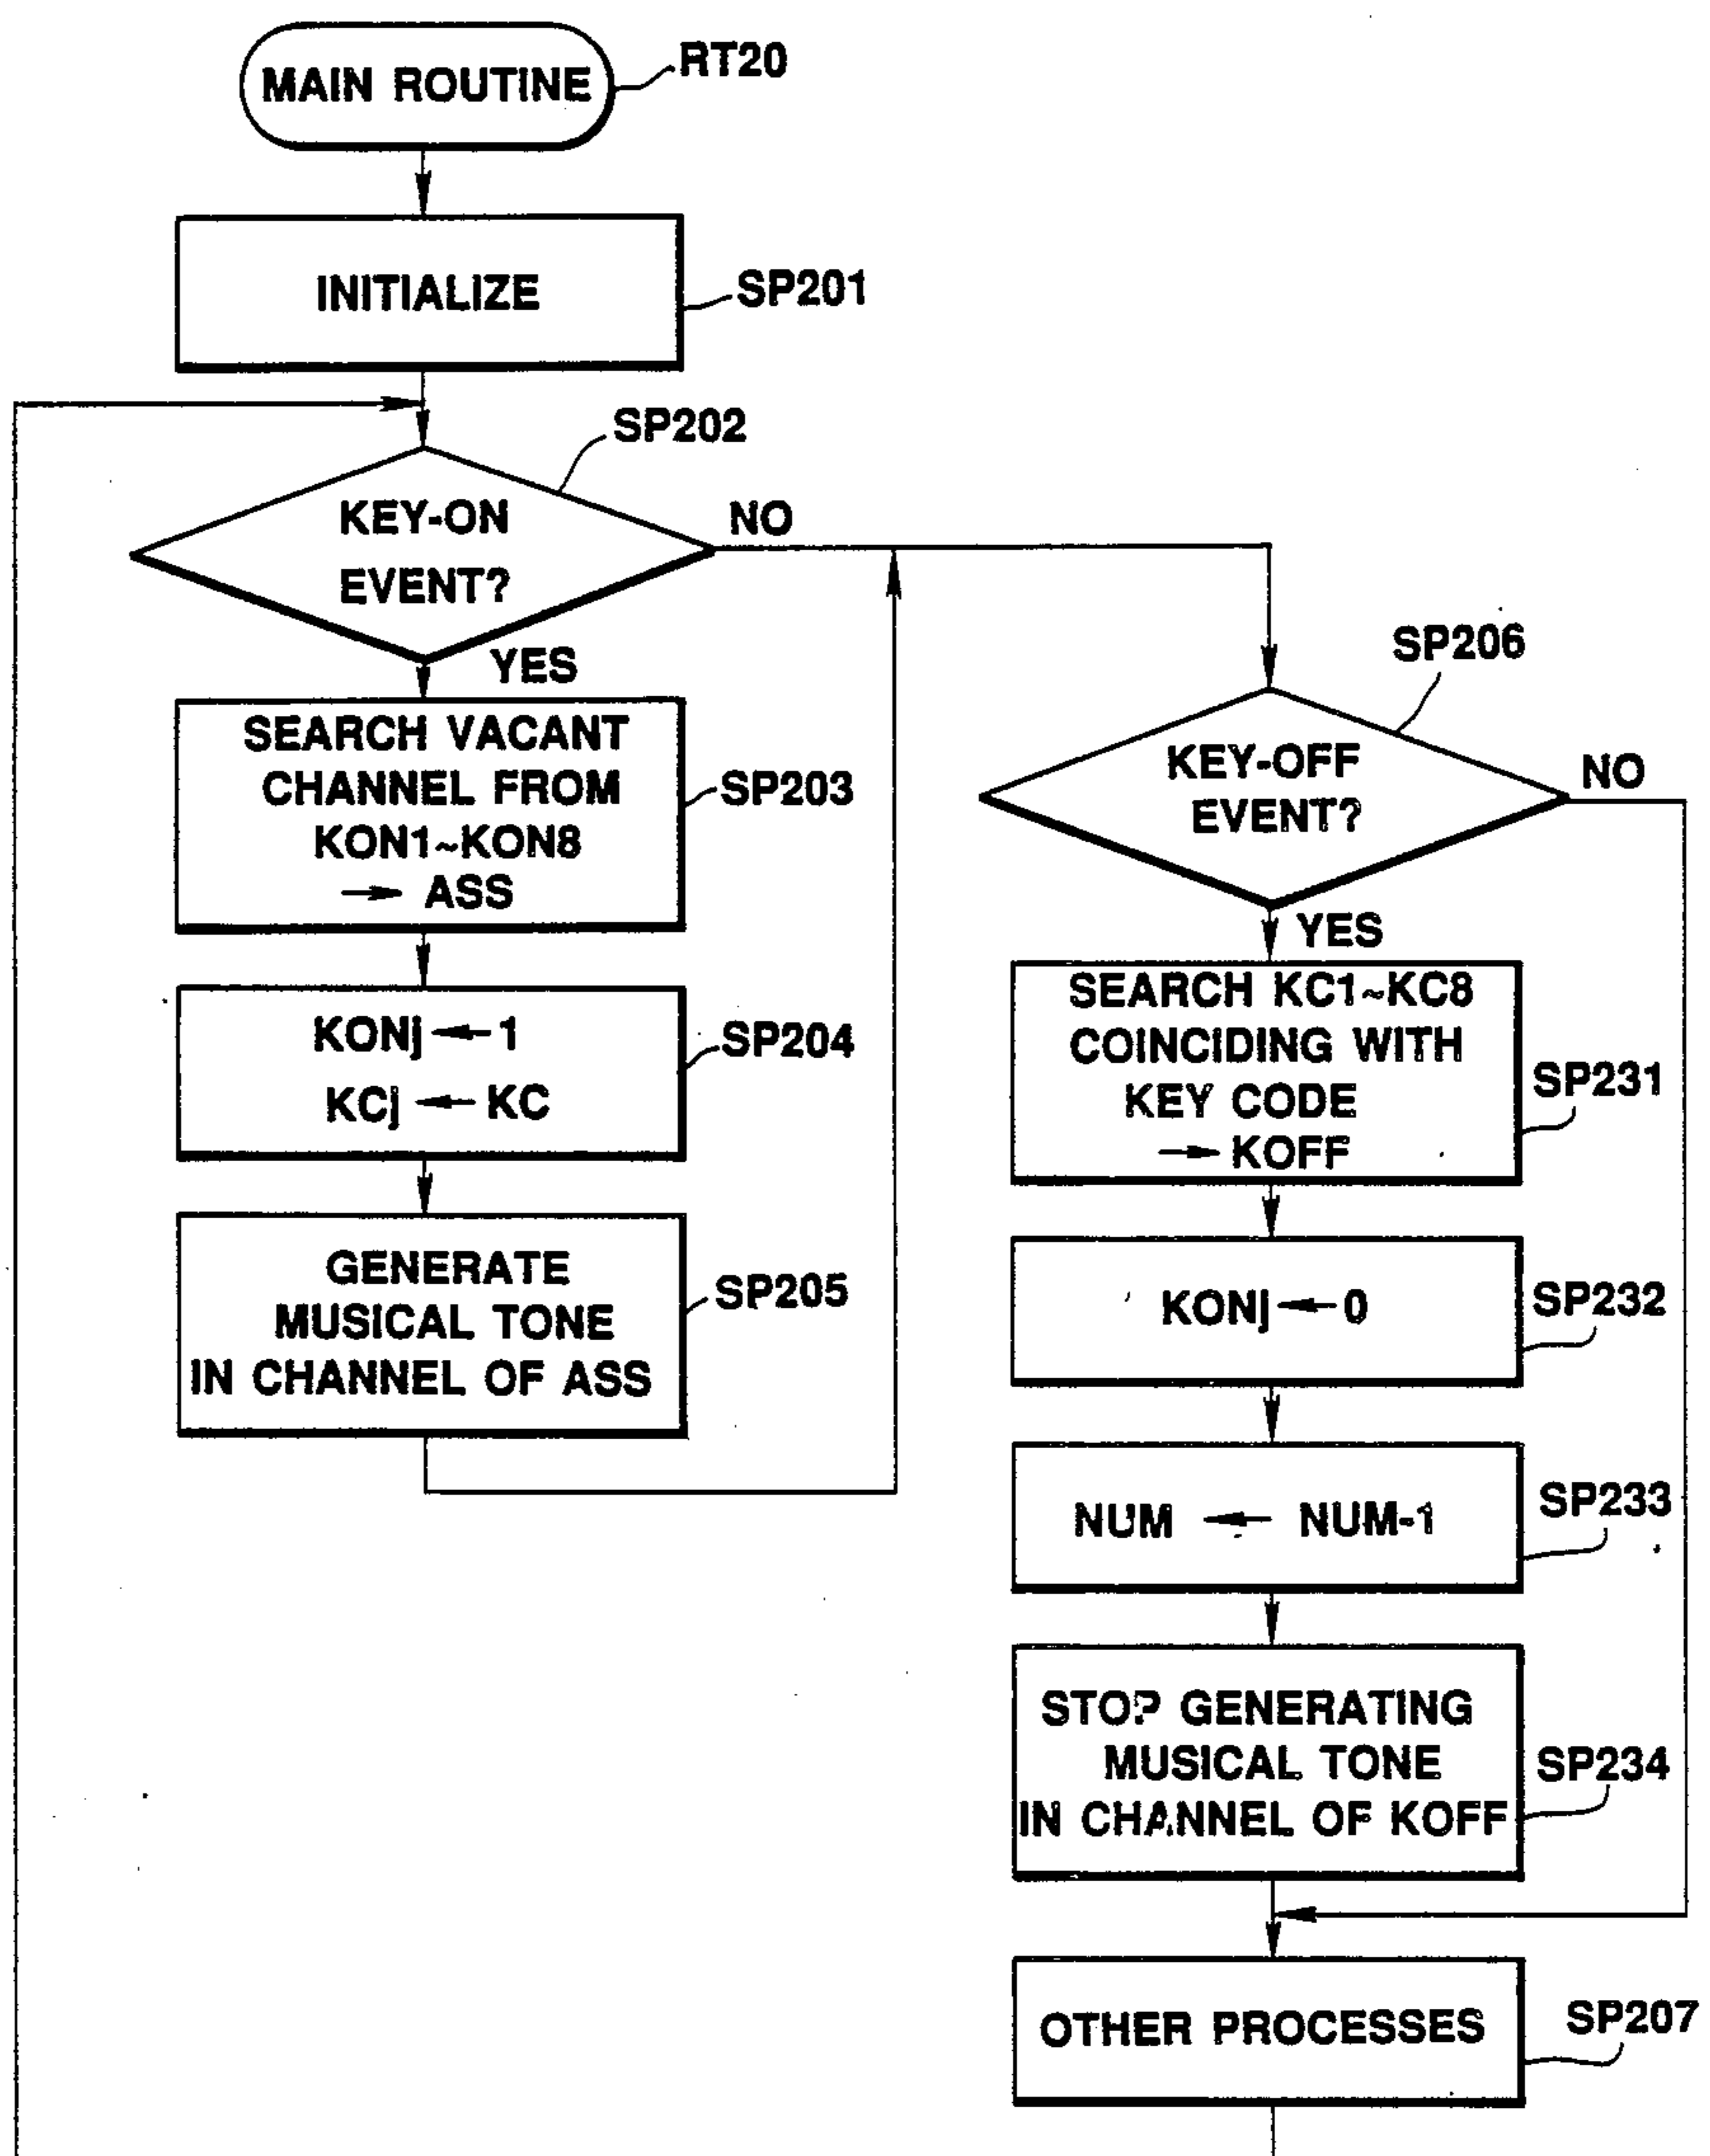 MAIN ROUTINE
RT20
INITIALIZE
SP201
SP202
KEY-ON
EVENT?
NO
YES
SEARCH VACANT
CHANNEL FROM
KON1~KON8
→ ASS
SP203
KONj ← 1
KCj ← KC
SP204
GENERATE
MUSICAL TONE
IN CHANNEL OF ASS
SP205
SP206
KEY-OFF
EVENT?
NO
YES
SEARCH KC1~KC8
COINCIDING WITH
KEY CODE
→ KOFF
SP231
KONj ← 0
SP232
NUM ← NUM-1
SP233
STOP GENERATING
MUSICAL TONE
IN CHANNEL OF KOFF
SP234
OTHER PROCESSES
SP207